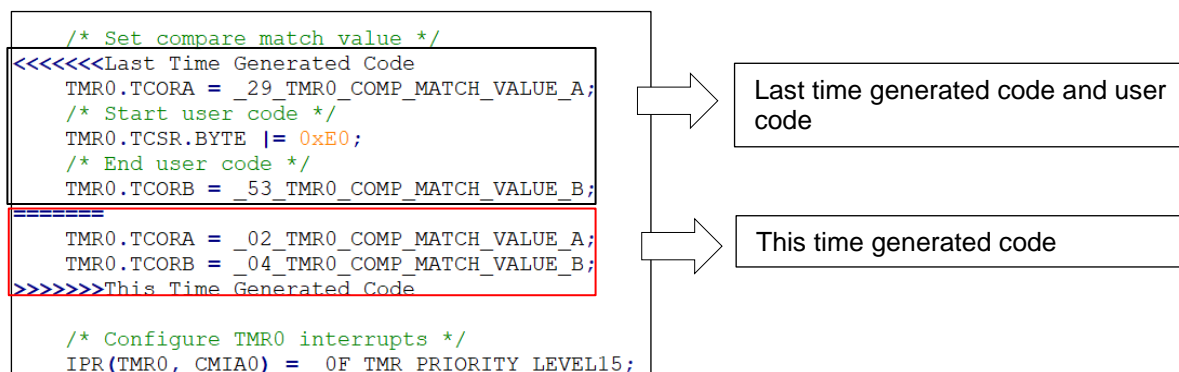 /* Set compare match value */
<<<<<<<Last Time Generated Code
TMR0.TCORA = _29_TMR0_COMP_MATCH_VALUE_A;
/* Start user code */
TMR0.TCSR.BYTE |= 0xE0;
/* End user code */
TMR0.TCORB = _53_TMR0_COMP_MATCH_VALUE_B;
=======
TMR0.TCORA = _02_TMR0_COMP_MATCH_VALUE_A;
TMR0.TCORB = _04_TMR0_COMP_MATCH_VALUE_B;
>>>>>>>This Time Generated Code
/* Configure TMR0 interrupts */
IPR(TMR0, CMIA0) = _0F_TMR_PRIORITY_LEVEL15;
Last time generated code and user
code
This time generated code